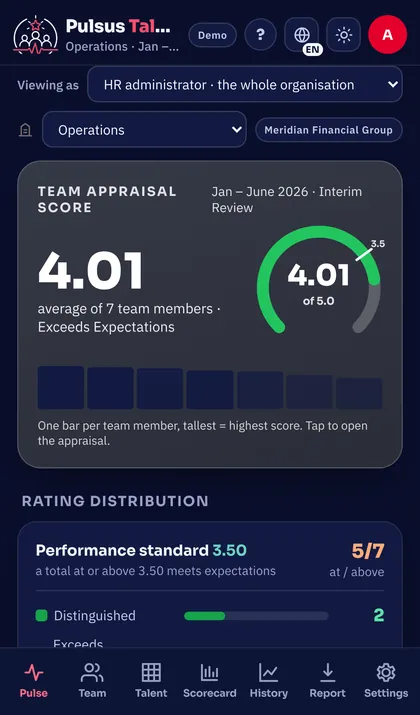 Pulsus Tal...
Operations · Jan –...
Demo
?
EN
A
Viewing as
HR administrator · the whole organisation
Operations
Meridian Financial Group
TEAM APPRAISAL
SCORE
Jan – June 2026 · Interim
Review
4.01
average of 7 team members ·
Exceeds Expectations
3.5
4.01
of 5.0
One bar per team member, tallest = highest score. Tap to open
the appraisal.
RATING DISTRIBUTION
Performance standard 3.50
5/7
a total at or above 3.50 meets expectations
at / above
Distinguished
2
Exceeds
Pulse
Team
Talent
Scorecard
History
Report
Settings